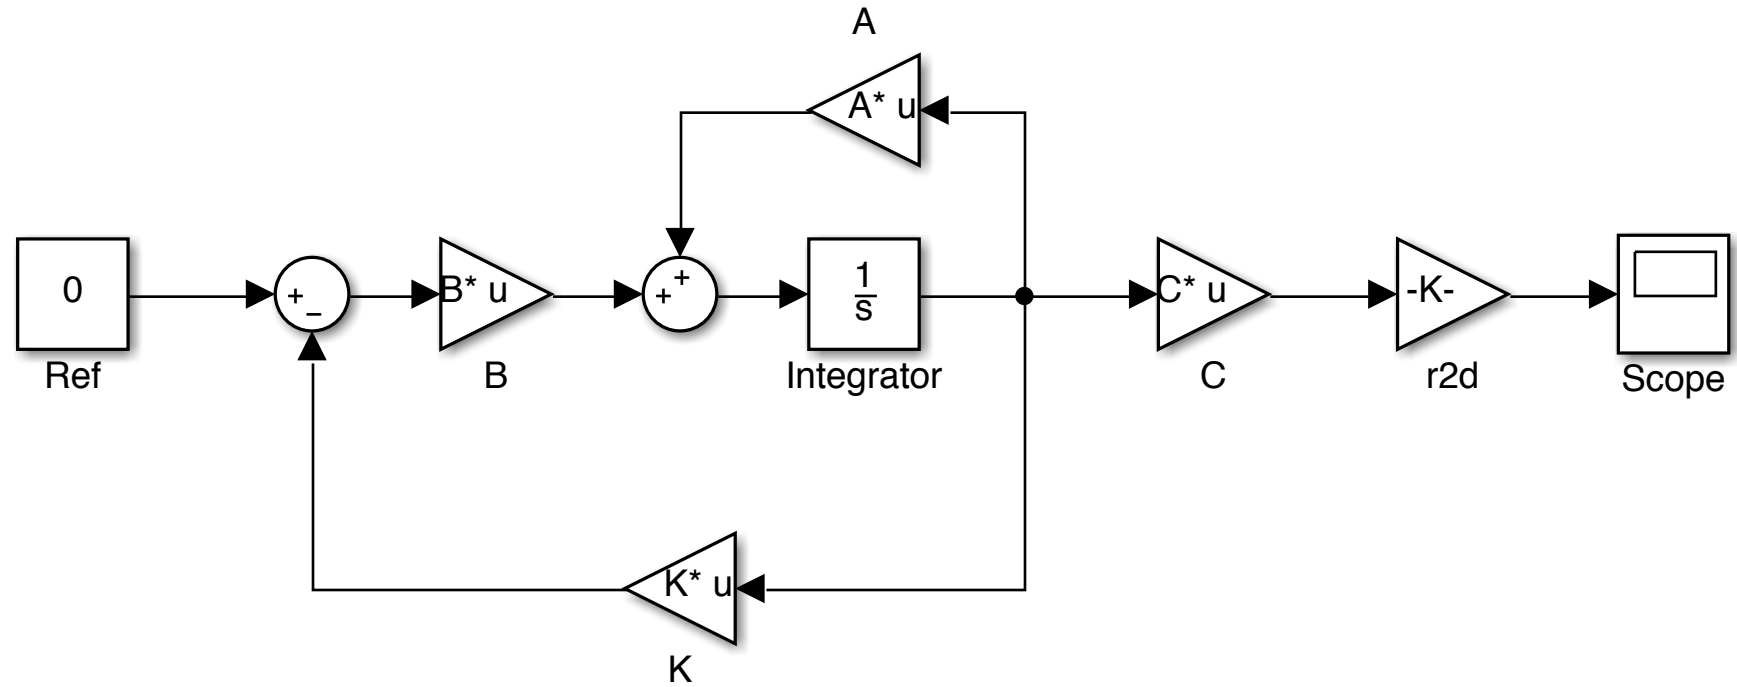 A
A* u
0
+
−
B* u
+
+
1
s
C* u
-K-
Ref
B
Integrator
C
r2d
Scope
K* u
K